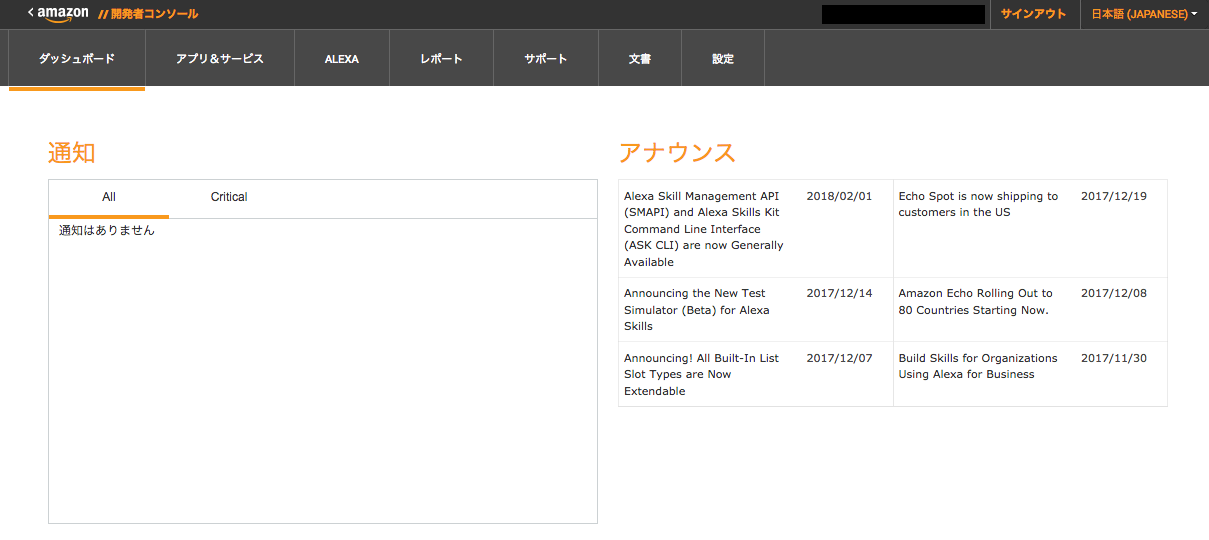 amazon // 開発者コンソール
サインアウト
日本語 (JAPANESE)
ダッシュボード
アプリ＆サービス
ALEXA
レポート
サポート
文書
設定
通知
All
Critical
通知はありません
アナウンス
Alexa Skill Management API
(SMAPI) and Alexa Skills Kit
Command Line Interface
(ASK CLI) are now Generally
Available
2018/02/01
Echo Spot is now shipping to
customers in the US
2017/12/19
Announcing the New Test
Simulator (Beta) for Alexa
Skills
2017/12/14
Amazon Echo Rolling Out to
80 Countries Starting Now.
2017/12/08
Announcing! All Built-In List
Slot Types are Now
Extendable
2017/12/07
Build Skills for Organizations
Using Alexa for Business
2017/11/30